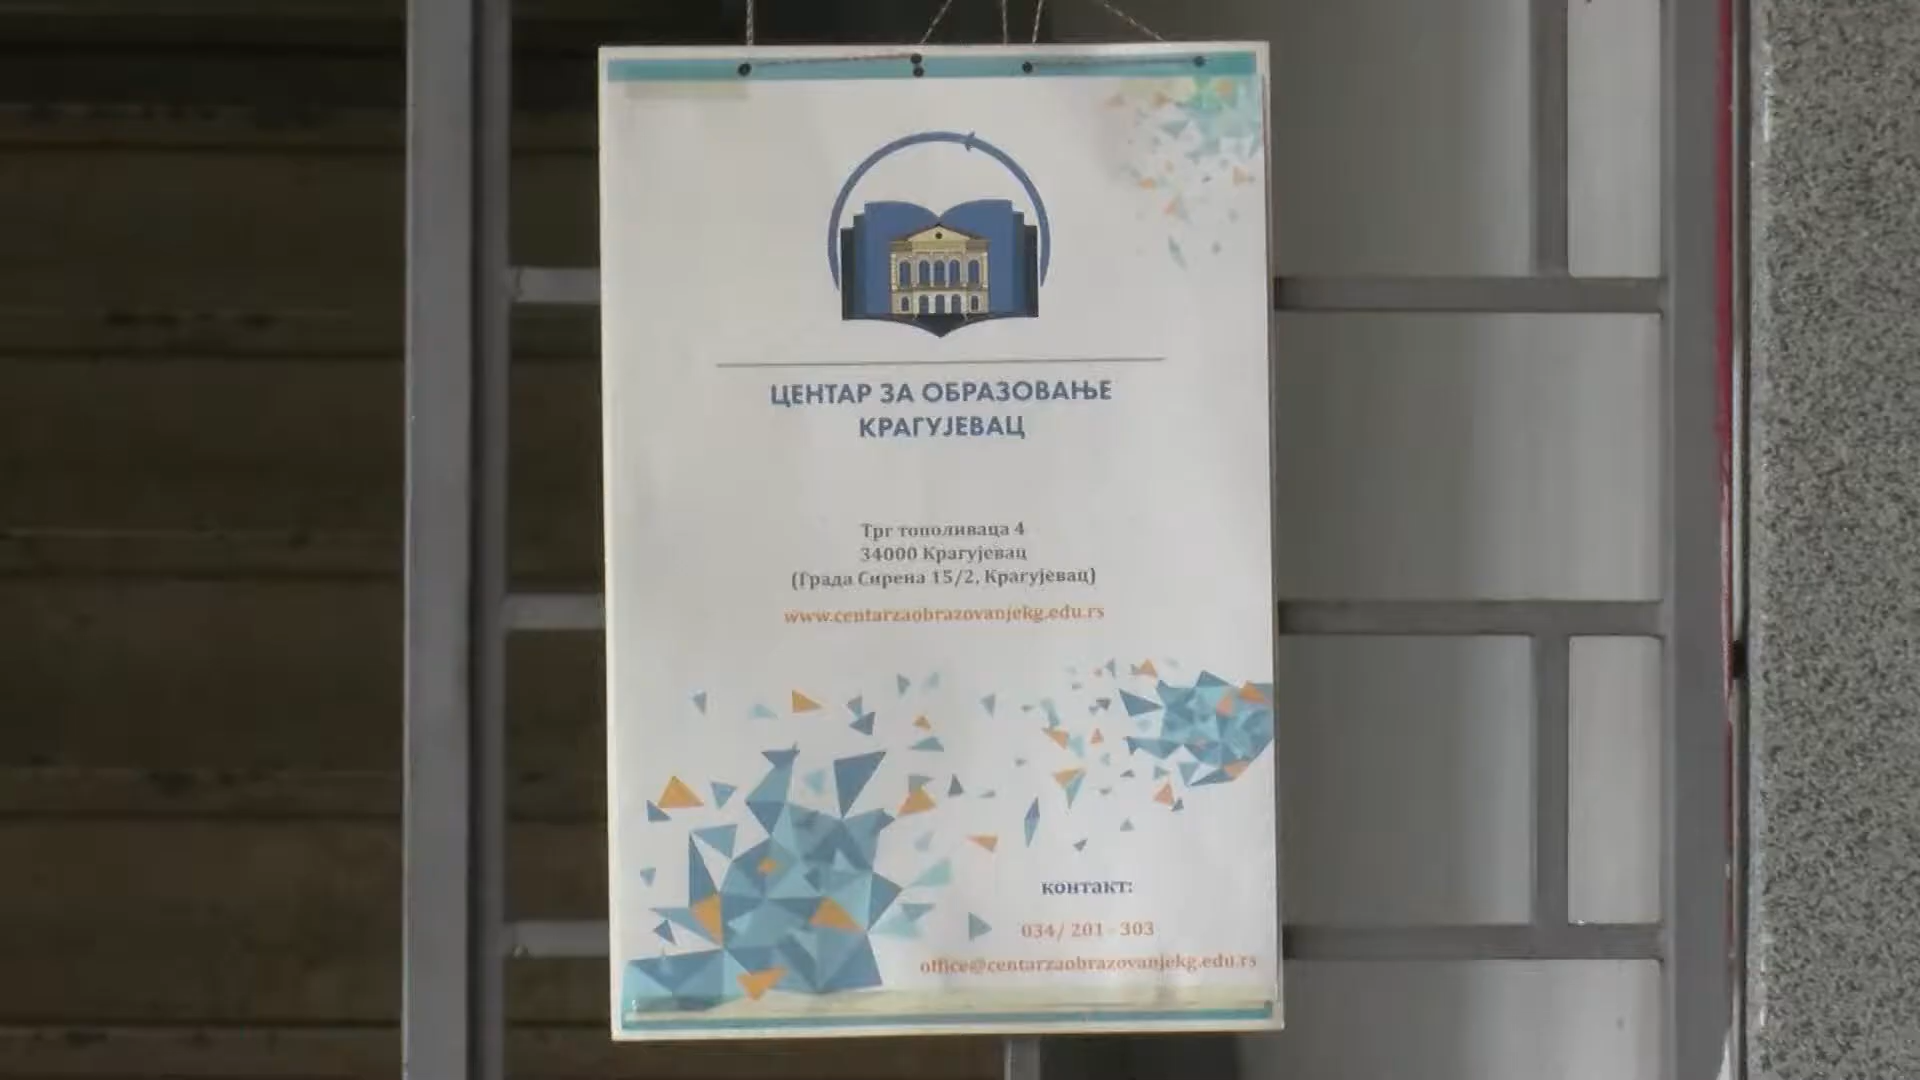 ЦЕНТАР ЗА ОБРАЗОВАЊЕ
КРАГУЈЕВАЦ
Трг тополиваца 4
34000 Крагујевац
(Града Сирена 15/2, Крагујевац)
www.centarzaobrazovanjekg.edu.rs
контакт:
034/ 201 - 303
office@centarzaobrazovanjekg.edu.rs